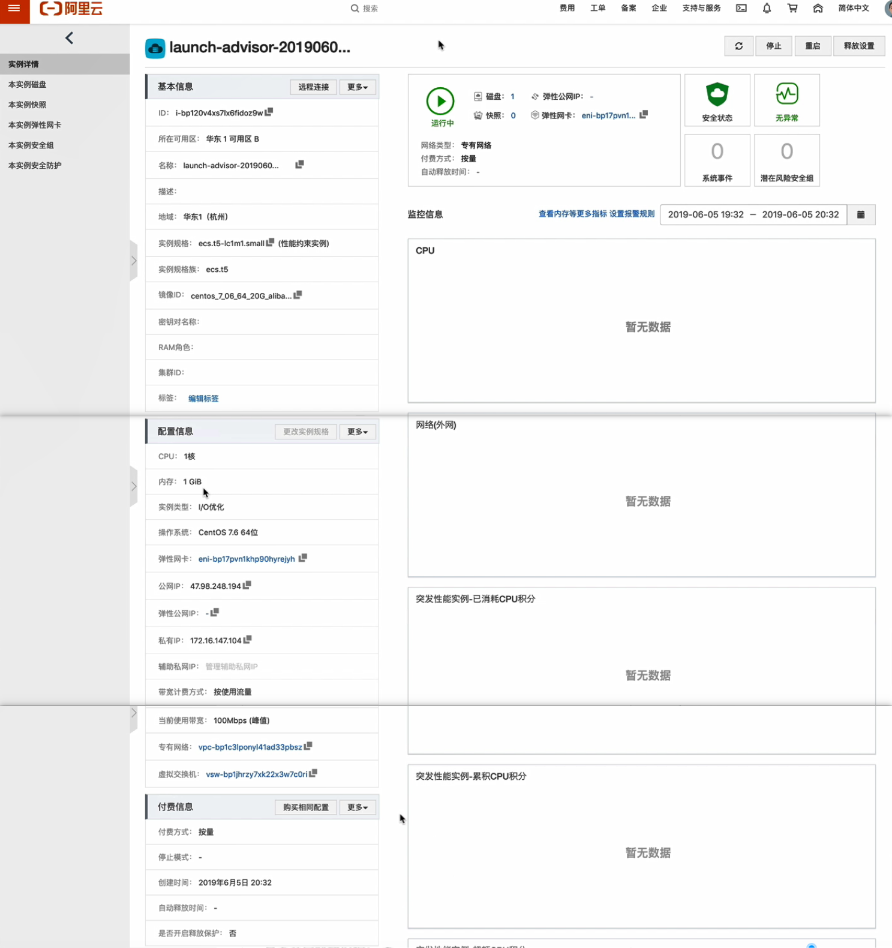 阿里云
搜索
费用 工单 备案 企业 支持与服务 简体中文
实例详情
本实例磁盘
本实例快照
本实例弹性网卡
本实例安全组
本实例安全防护
launch-advisor-2019060...
停止 重启 释放设置
基本信息 远程连接 更多
ID: i-bp120v4xs7lx6fidoz9w
所在可用区: 华东 1 可用区 B
名称: launch-advisor-2019060...
描述:
地域: 华东1(杭州)
实例规格: ecs.t5-lc1m1.small (性能约束实例)
实例规格族: ecs.t5
镜像ID: centos_7_06_64_20G_aliba...
密钥对名称:
RAM角色:
集群ID:
标签: 编辑标签
运行中
磁盘: 1 弹性公网IP: -
快照: 0 弹性网卡: eni-bp17pvn1...
网络类型: 专有网络
付费方式: 按量
自动释放时间: -
安全状态
无异常
0
系统事件
0
潜在风险安全组
监控信息 查看内存等更多指标 设置报警规则 2019-06-05 19:32 - 2019-06-05 20:32
CPU
暂无数据
配置信息 更改实例规格 更多
CPU: 1核
内存: 1 GiB
实例类型: I/O优化
操作系统: CentOS 7.6 64位
弹性网卡: eni-bp17pvn1khp90hyrejyh
公网IP: 47.98.248.194
弹性公网IP: -
私有IP: 172.16.147.104
辅助私网IP: 管理辅助私网IP
带宽计费方式: 按使用流量
当前使用带宽: 100Mbps (峰值)
专有网络: vpc-bp1c3lponyl41ad33pbsz
虚拟交换机: vsw-bp1jhrzy7xk22x3w7c0ri
网络(外网)
暂无数据
突发性能实例-已消耗CPU积分
暂无数据
付费信息 购买相同配置 更多
付费方式: 按量
停止模式: -
创建时间: 2019年6月5日 20:32
自动释放时间: -
是否开启释放保护: 否
突发性能实例-累积CPU积分
暂无数据